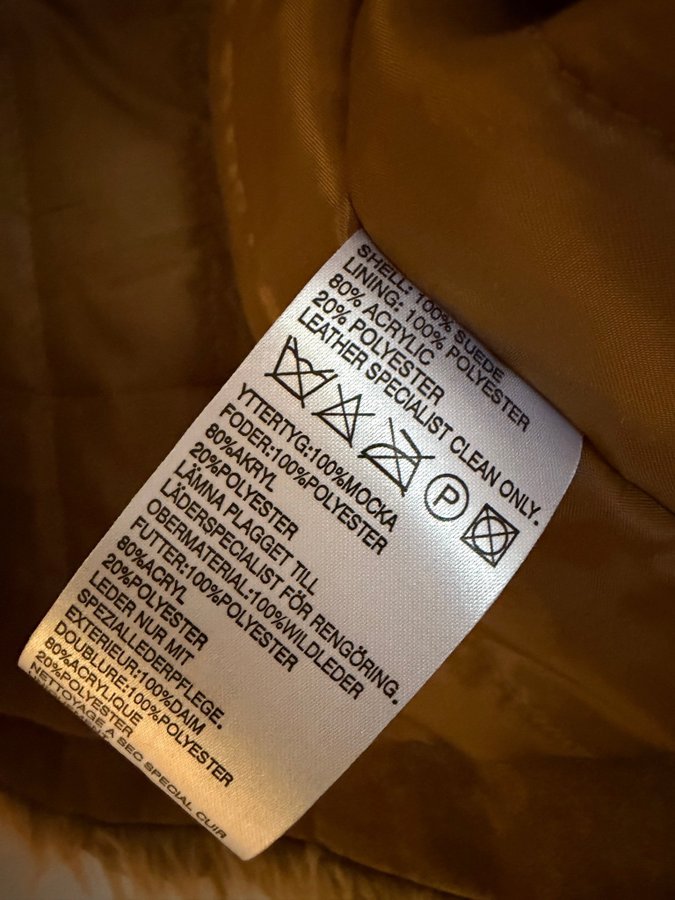 SHELL: 100% SUEDE
LINING: 100% POLYESTER
80% ACRYLIC
20% POLYESTER
LEATHER SPECIALIST CLEAN ONLY.
P
YTTERTYG:100%MOCKA
FODER:100%POLYESTER
80%AKRYL
20%POLYESTER
LÄMNA PLAGGET TILL
LÄDERSPECIALIST FÖR RENGÖRING.
OBERMATERIAL:100%WILDLEDER
FUTTER:100%POLYESTER
80%ACRYL
20%POLYESTER
LEDER NUR MIT
SPEZIALLEDERPFLEGE.
EXTERIEUR:100%DAIM
DOUBLURE:100%POLYESTER
80%ACRYLIQUE
20%POLYESTER
NETTOYAGE A SEC SPECIAL CUIR